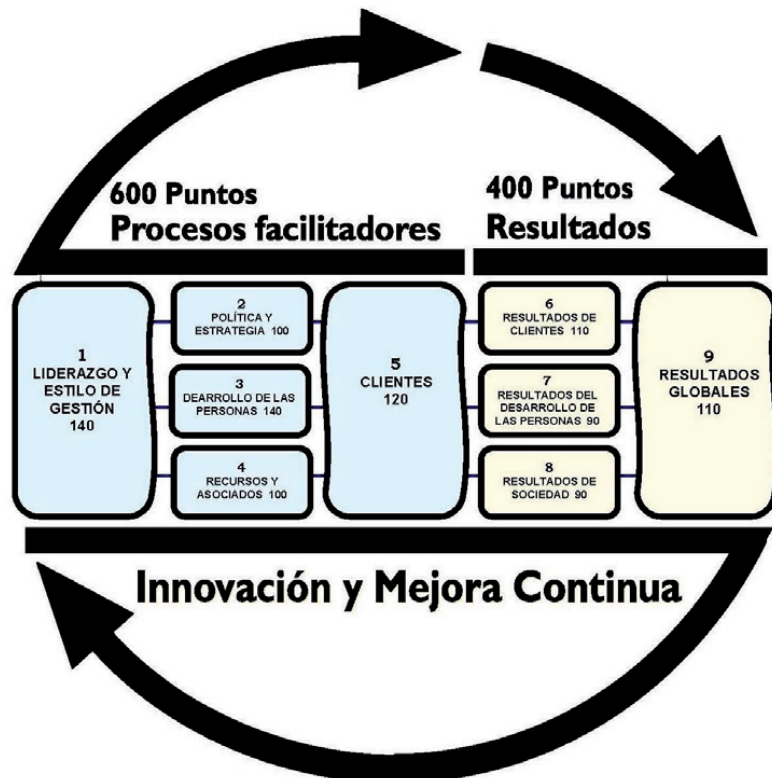 600 Puntos
Procesos facilitadores
400 Puntos
Resultados
1
LIDERAZGO Y
ESTILO DE
GESTIÓN
140
2
POLÍTICA Y
ESTRATEGIA 100
3
DEARROLLO DE LAS
PERSONAS 140
4
RECURSOS Y
ASOCIADOS 100
5
CLIENTES
120
6
RESULTADOS DE
CLIENTES 110
7
RESULTADOS DEL
DESARROLLO DE
LAS PERSONAS 90
8
RESULTADOS DE
SOCIEDAD 90
9
RESULTADOS
GLOBALES
110
Innovación y Mejora Continua